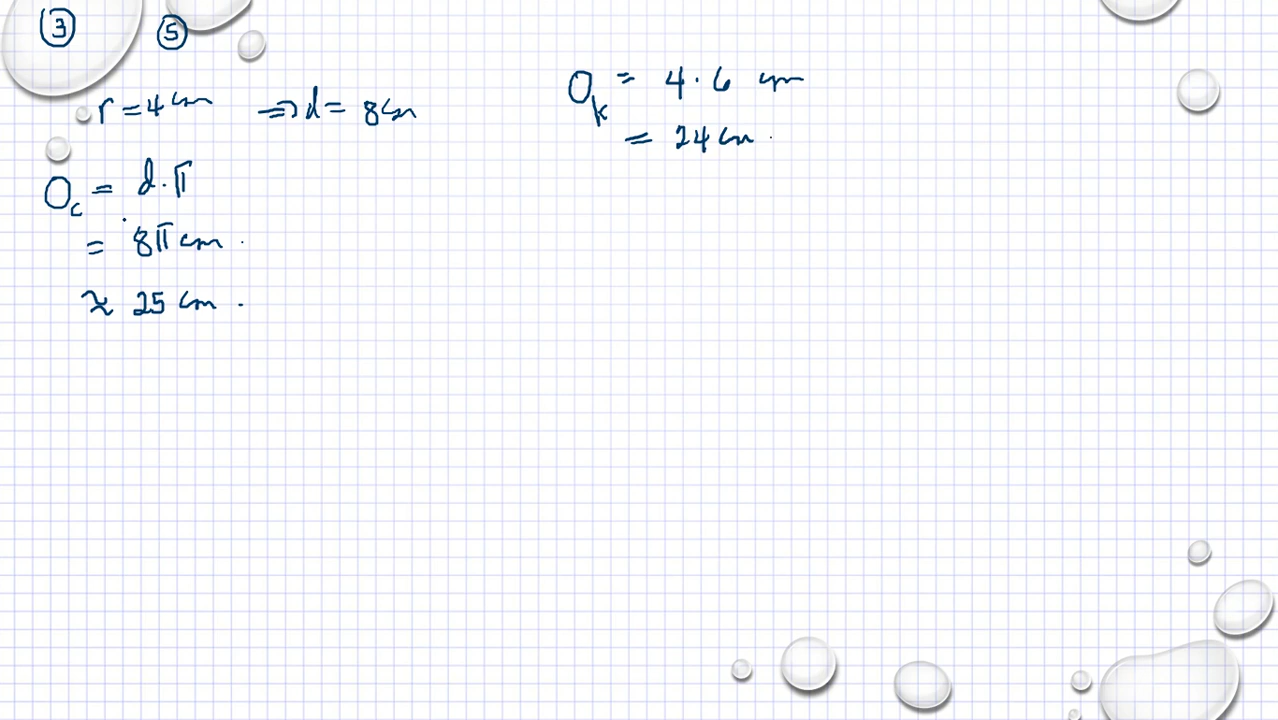 ③ ⑤
r = 4 cm ⇒ d = 8 cm
O_c = d · π
= 8π cm .
≈ 25 cm .
O_k = 4 · 6 cm
= 24 cm .